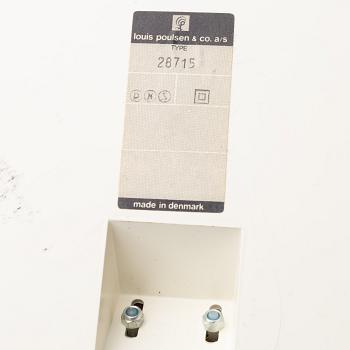 louis poulsen & co. a/s
TYPE
28715
D N S
made in denmark